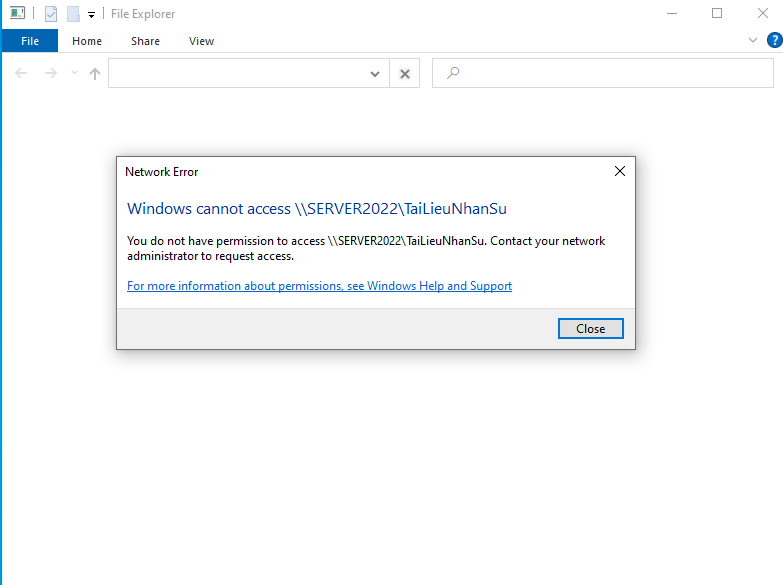 File Explorer
File Home Share View
?
Network Error
Windows cannot access \\SERVER2022\TaiLieuNhanSu
You do not have permission to access \\SERVER2022\TaiLieuNhanSu. Contact your network
administrator to request access.
For more information about permissions, see Windows Help and Support
Close